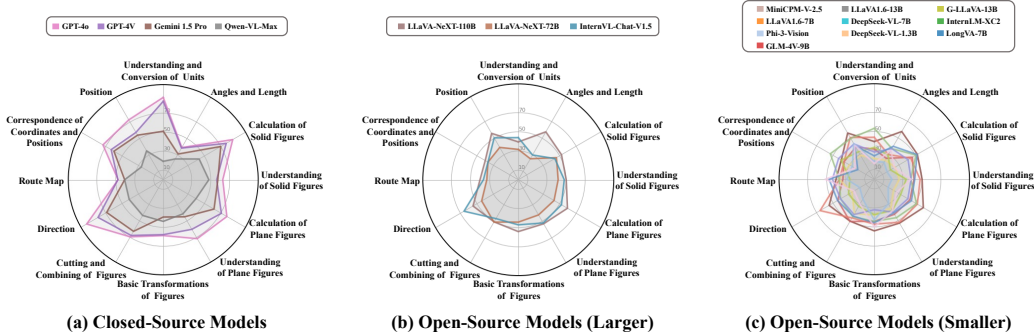 GPT-4o GPT-4V Gemini 1.5 Pro Qwen-VL-Max
Understanding and
Conversion of Units
Angles and Length
Calculation of
Solid Figures
Understanding
of Solid Figures
Calculation of
Plane Figures
Understanding
of Plane Figures
Basic Transformations
of Figures
Cutting and
Combining of Figures
Direction
Route Map
Correspondence of
Coordinates and
Positions
Position
(a) Closed-Source Models
LLaVA-NeXT-110B LLaVA-NeXT-72B InternVL-Chat-V1.5
Understanding and
Conversion of Units
Angles and Length
Calculation of
Solid Figures
Understanding
of Solid Figures
Calculation of
Plane Figures
Understanding
of Plane Figures
Basic Transformations
of Figures
Cutting and
Combining of Figures
Direction
Route Map
Correspondence of
Coordinates and
Positions
Position
(b) Open-Source Models (Larger)
MiniCPM-V-2.5 LLaVA1.6-13B G-LLaVA-13B
LLaVA1.6-7B DeepSeek-VL-7B InternLM-XC2
Phi-3-Vision DeepSeek-VL-1.3B LongVA-7B
GLM-4V-9B
Understanding and
Conversion of Units
Angles and Length
Calculation of
Solid Figures
Understanding
of Solid Figures
Calculation of
Plane Figures
Understanding
of Plane Figures
Basic Transformations
of Figures
Cutting and
Combining of Figures
Direction
Route Map
Correspondence of
Coordinates and
Positions
Position
(c) Open-Source Models (Smaller)